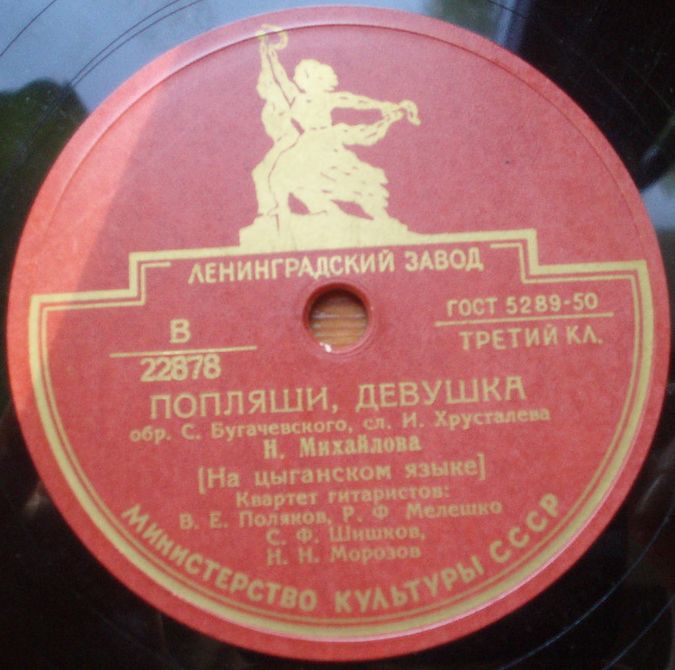 ЛЕНИНГРАДСКИЙ ЗАВОД
В
22878
ГОСТ 5289-50
ТРЕТИЙ КЛ.
ПОПЛЯШИ, ДЕВУШКА
обр. С. Бугачевского, сл. И. Хрусталева
Н. Михайлова
[На цыганском языке]
Квартет гитаристов:
В. Е. Поляков, Р. Ф. Мелешко
С. Ф. Шишков,
Н. Н. Морозов
МИНИСТЕРСТВО КУЛЬТУРЫ СССР